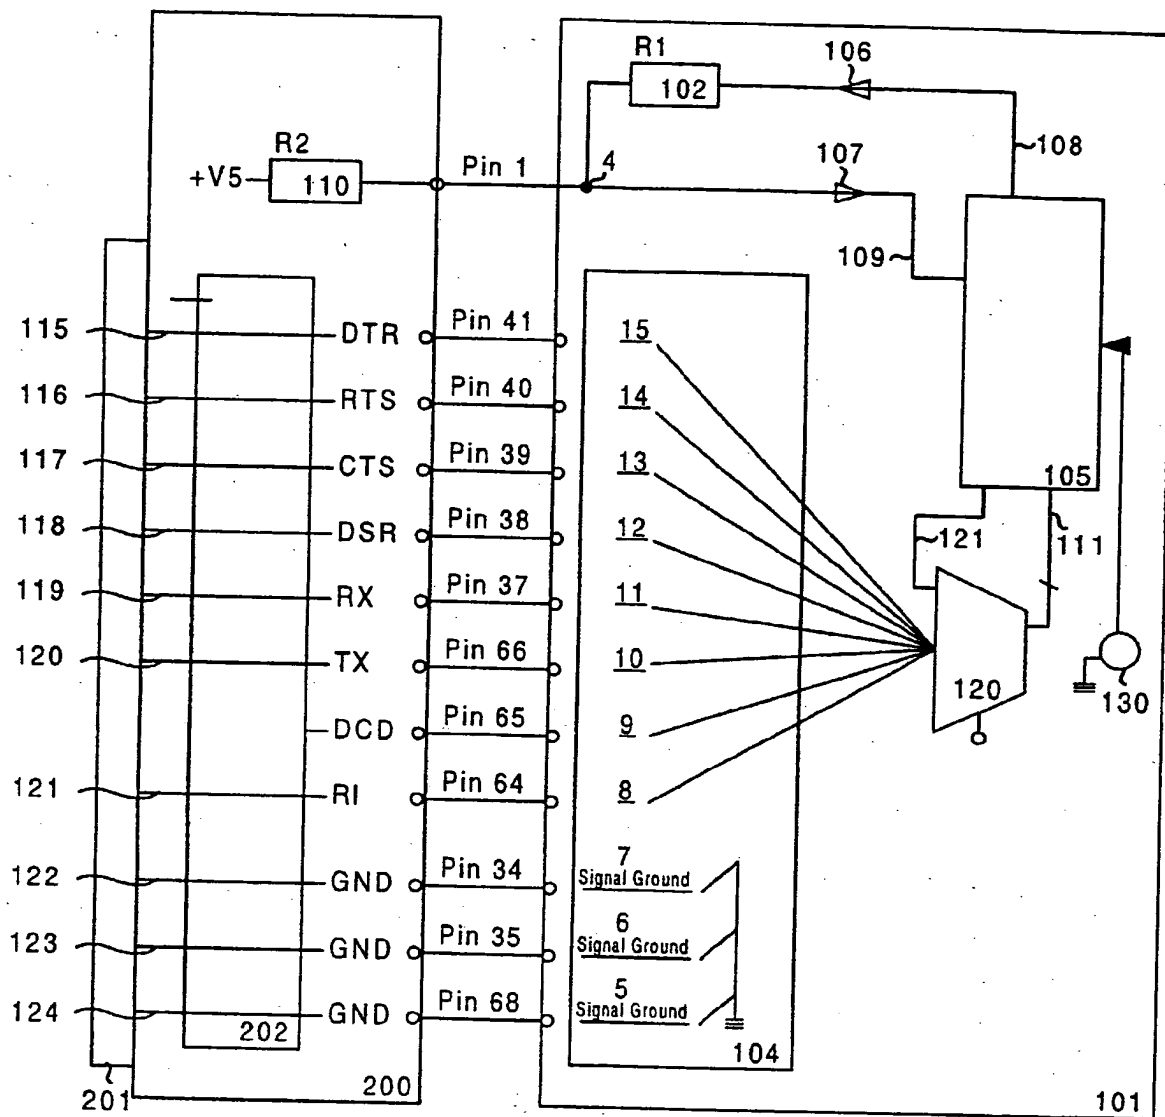 R1
106
102
108
R2
+V5
110
Pin 1
4
107
109
115
DTR
Pin 41
15
116
RTS
Pin 40
14
117
CTS
Pin 39
13
105
118
DSR
Pin 38
12
121
111
119
RX
Pin 37
11
120
TX
Pin 66
10
120
130
DCD
Pin 65
9
121
RI
Pin 64
8
122
GND
Pin 34
7
Signal Ground
123
GND
Pin 35
6
Signal Ground
124
GND
Pin 68
5
Signal Ground
202
104
201
200
101